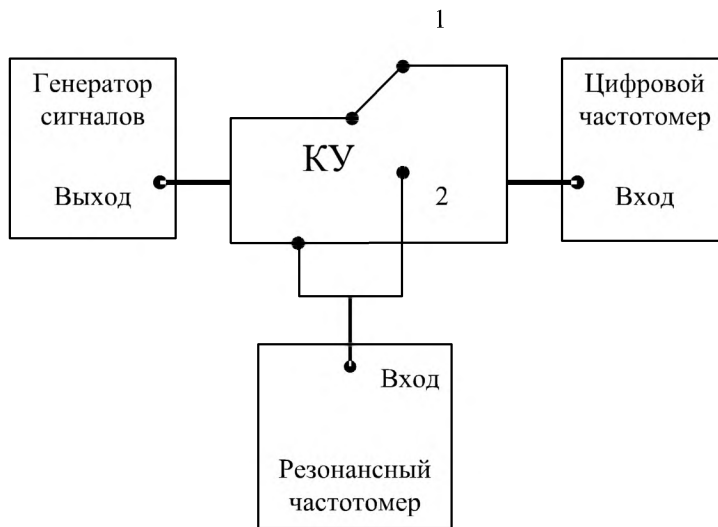 1
Генератор
сигналов
Выход
КУ
2
Цифровой
частотомер
Вход
Вход
Резонансный
частотомер